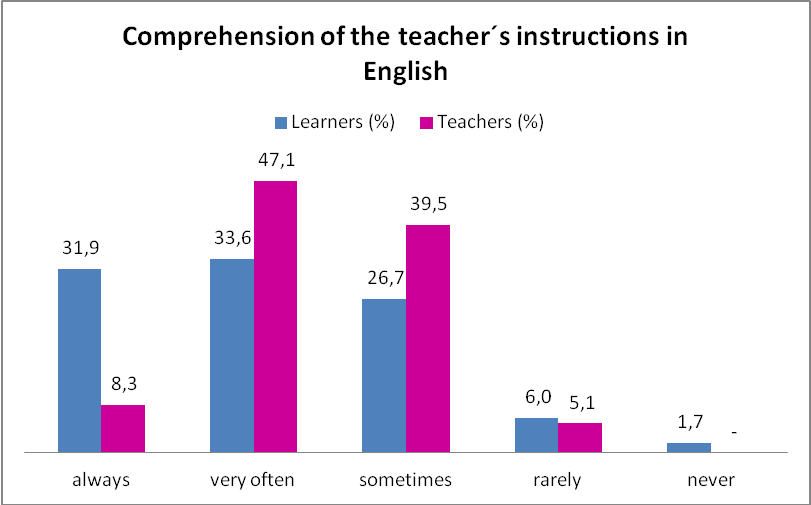 Comprehension of the teacher´s instructions in
English
Learners (%) Teachers (%)
31,9 8,3 33,6 47,1 26,7 39,5 6,0 5,1 1,7 -
always very often sometimes rarely never